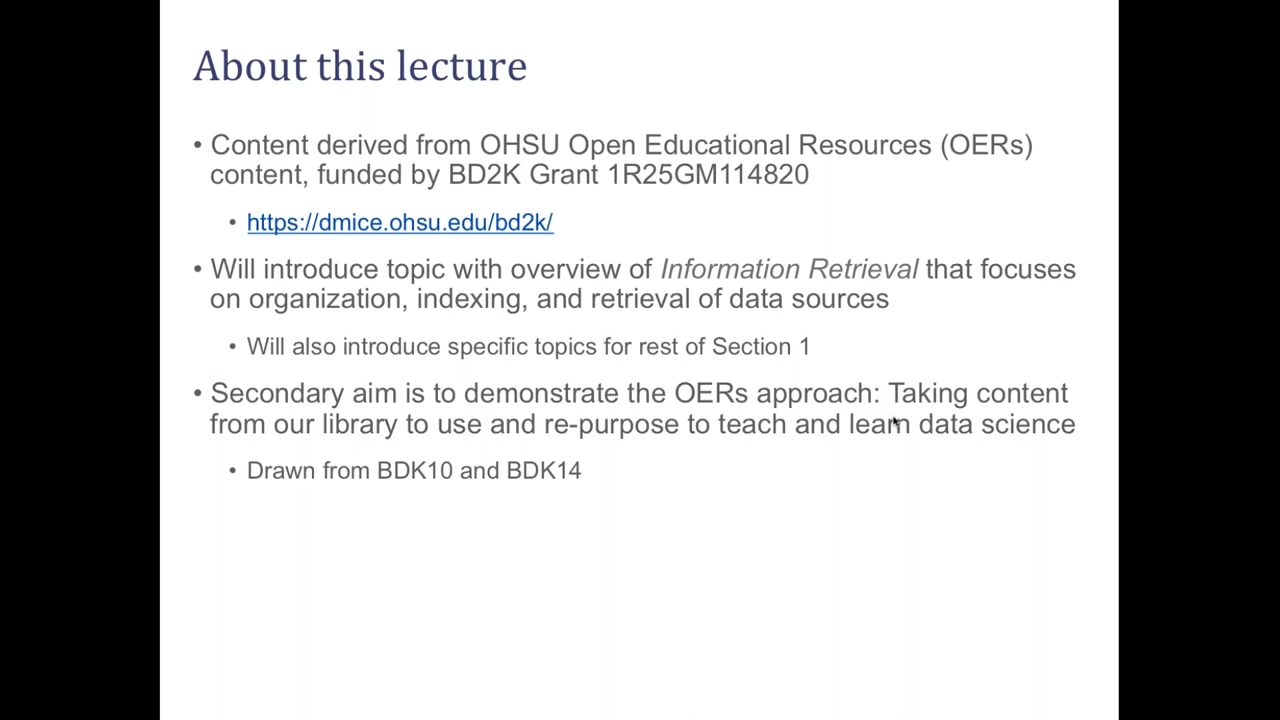 About this lecture
• Content derived from OHSU Open Educational Resources (OERs)
content, funded by BD2K Grant 1R25GM114820
• https://dmice.ohsu.edu/bd2k/
• Will introduce topic with overview of Information Retrieval that focuses
on organization, indexing, and retrieval of data sources
• Will also introduce specific topics for rest of Section 1
• Secondary aim is to demonstrate the OERs approach: Taking content
from our library to use and re-purpose to teach and learn data science
• Drawn from BDK10 and BDK14